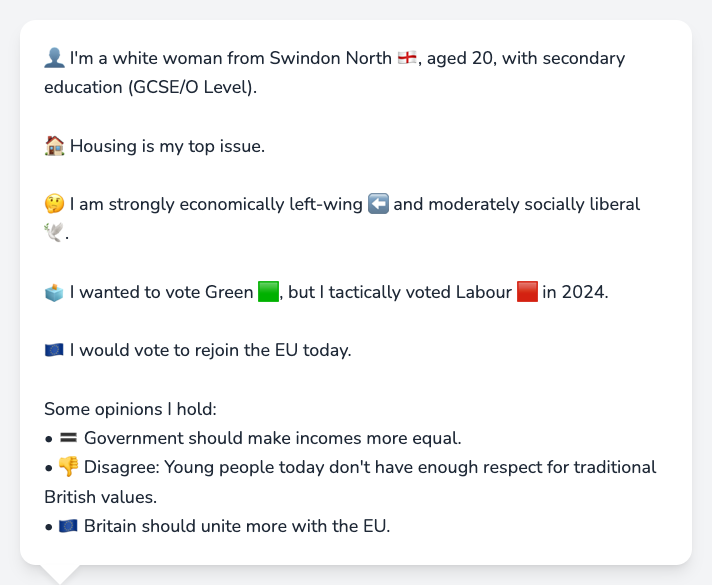 👤 I'm a white woman from Swindon North 🏴󠁧󠁢󠁥󠁮󠁧󠁿, aged 20, with secondary
education (GCSE/O Level).
🏠 Housing is my top issue.
🤔 I am strongly economically left-wing ⬅️ and moderately socially liberal
🕊️.
🗳️ I wanted to vote Green 🟩, but I tactically voted Labour 🟥 in 2024.
🇪🇺 I would vote to rejoin the EU today.
Some opinions I hold:
• 🟰 Government should make incomes more equal.
• 👎 Disagree: Young people today don't have enough respect for traditional
British values.
• 🇪🇺 Britain should unite more with the EU.